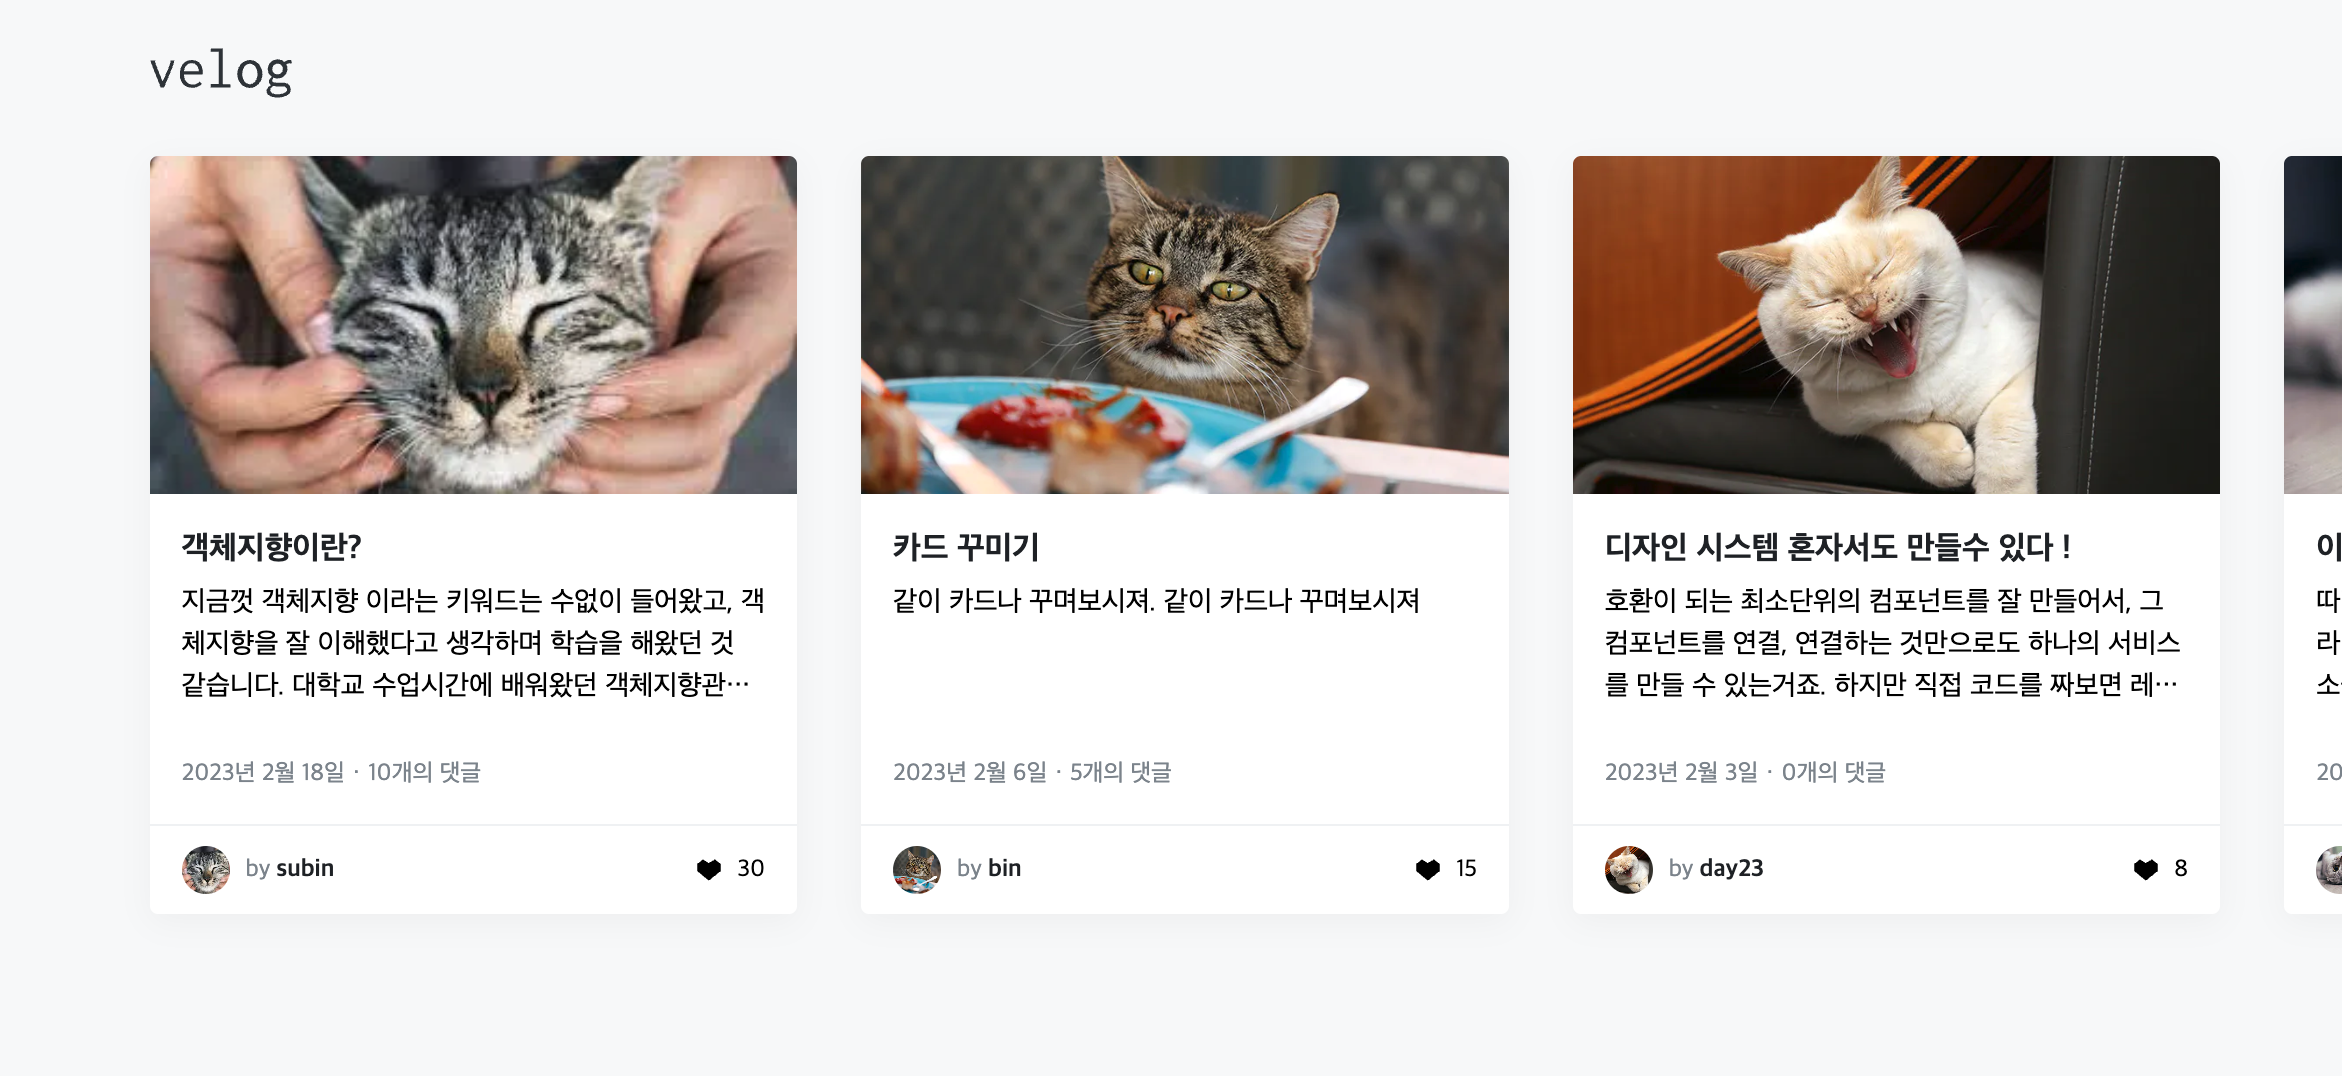 velog
객체지향이란?
지금껏 객체지향 이라는 키워드는 수없이 들어왔고, 객
체지향을 잘 이해했다고 생각하며 학습을 해왔던 것
같습니다. 대학교 수업시간에 배워왔던 객체지향관…
2023년 2월 18일 · 10개의 댓글
by subin
30
카드 꾸미기
같이 카드나 꾸며보시져. 같이 카드나 꾸며보시져
2023년 2월 6일 · 5개의 댓글
by bin
15
디자인 시스템 혼자서도 만들수 있다 !
호환이 되는 최소단위의 컴포넌트를 잘 만들어서, 그
컴포넌트를 연결, 연결하는 것만으로도 하나의 서비스
를 만들 수 있는거죠. 하지만 직접 코드를 짜보면 레…
2023년 2월 3일 · 0개의 댓글
by day23
8
이
따
라
20